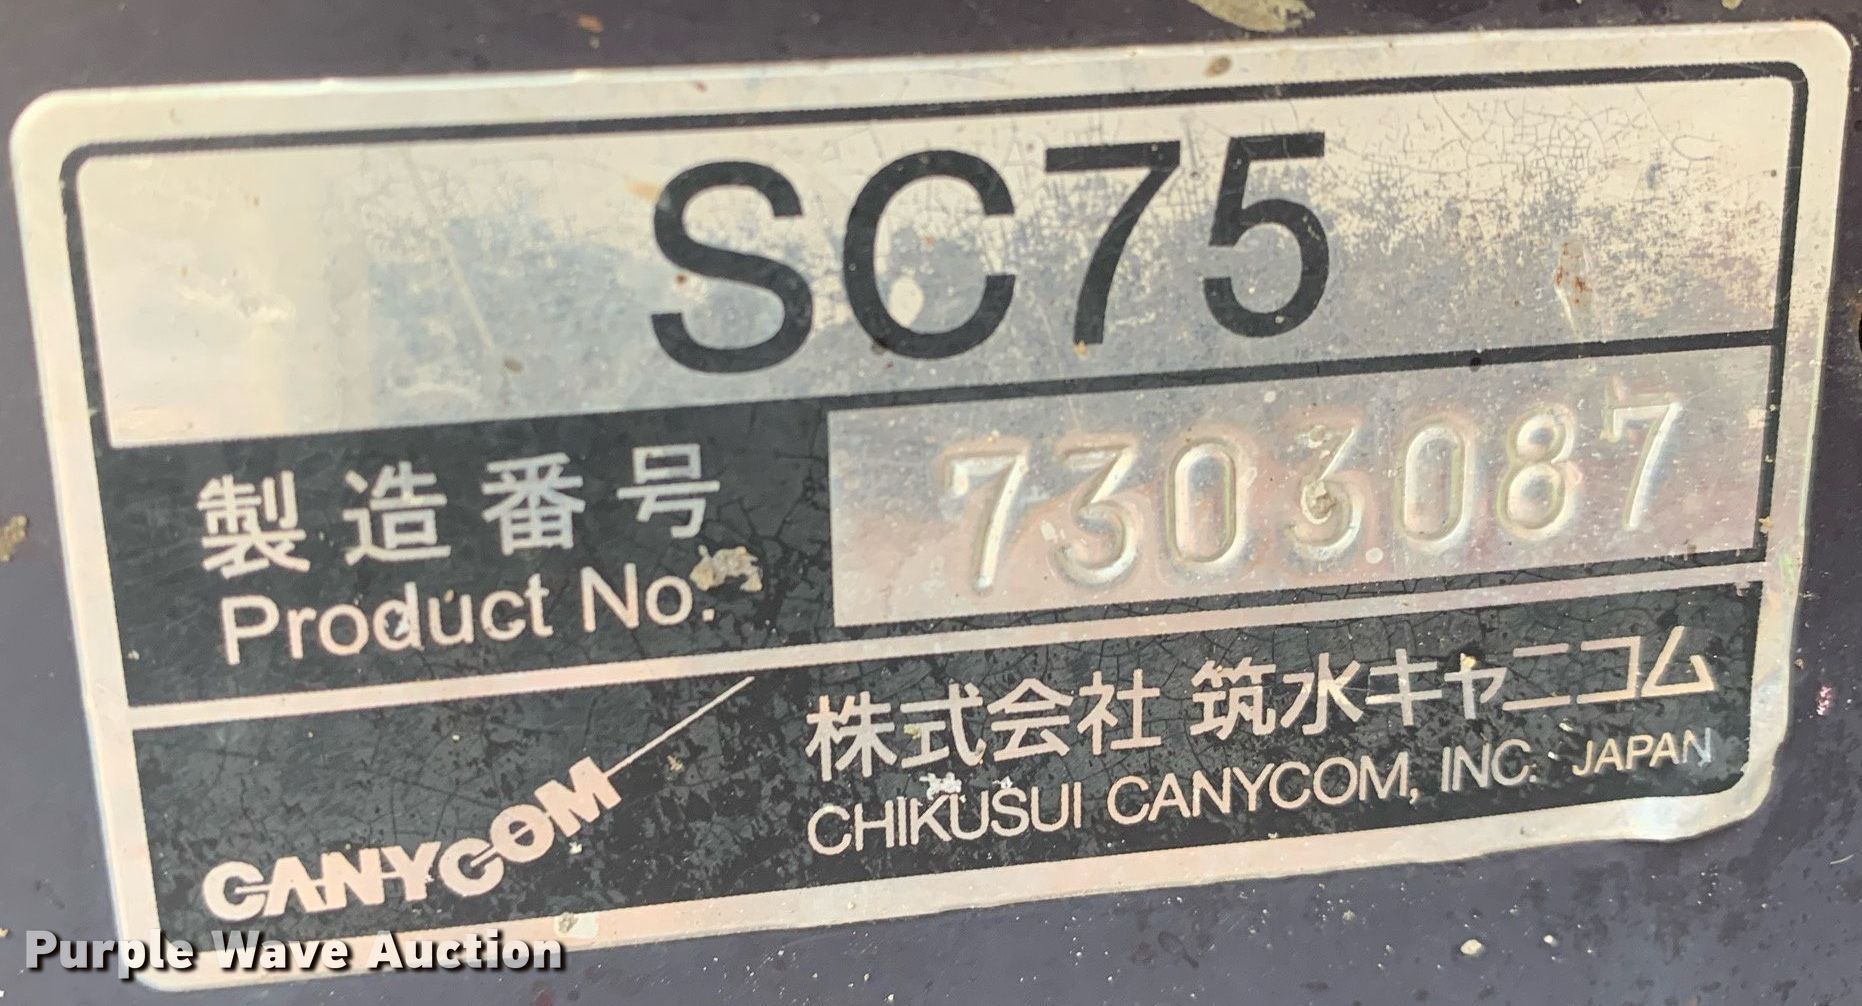 SC75
製造番号
Product No.
7303087
CANYCOM
株式会社 筑水キャニコム
CHIKUSUI CANYCOM, INC. JAPAN
Purple Wave Auction